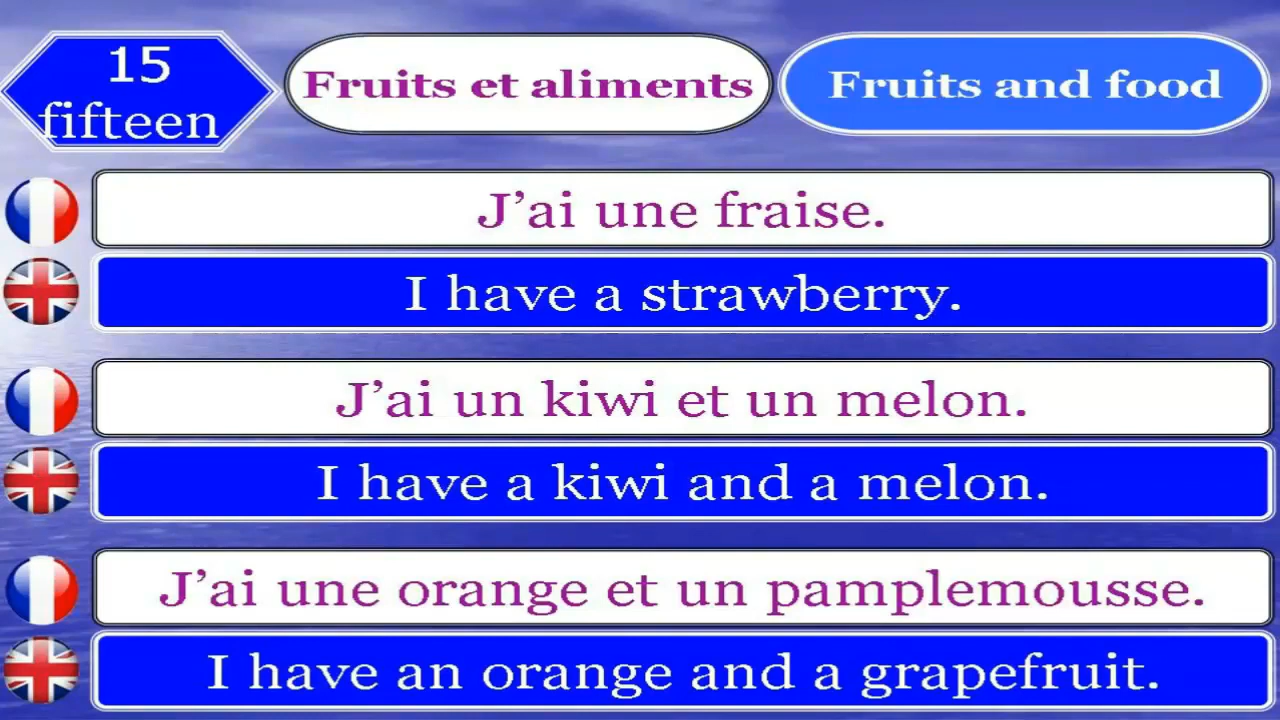 15
fifteen
Fruits et aliments
Fruits and food
J’ai une fraise.
I have a strawberry.
J’ai un kiwi et un melon.
I have a kiwi and a melon.
J’ai une orange et un pamplemousse.
I have an orange and a grapefruit.